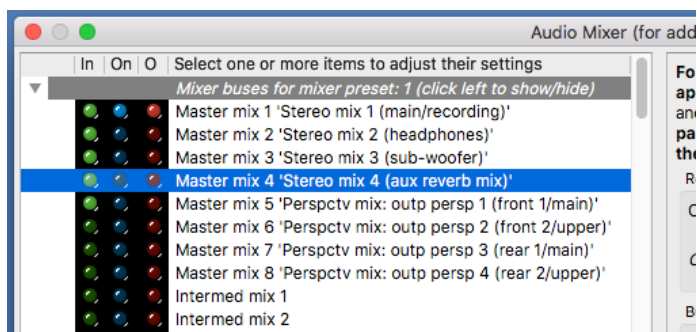 Audio Mixer (for add
In On O Select one or more items to adjust their settings
Mixer buses for mixer preset: 1 (click left to show/hide)
Master mix 1 'Stereo mix 1 (main/recording)'
Master mix 2 'Stereo mix 2 (headphones)'
Master mix 3 'Stereo mix 3 (sub-woofer)'
Master mix 4 'Stereo mix 4 (aux reverb mix)'
Master mix 5 'Perspctv mix: outp persp 1 (front 1/main)'
Master mix 6 'Perspctv mix: outp persp 2 (front 2/upper)'
Master mix 7 'Perspctv mix: outp persp 3 (rear 1/main)'
Master mix 8 'Perspctv mix: outp persp 4 (rear 2/upper)'
Intermed mix 1
Intermed mix 2
Fo
ap
and
pa
the
R
C
B